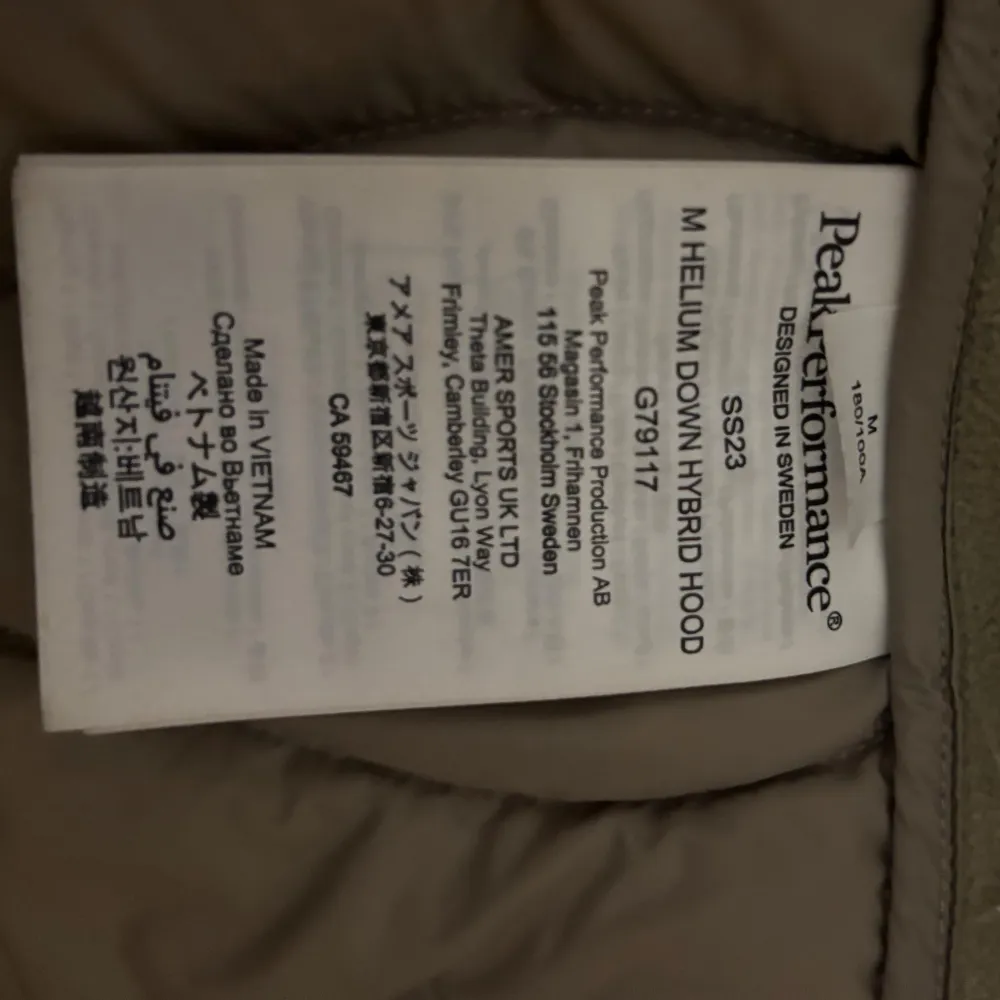 M
180/100A
Peak Performance®
DESIGNED IN SWEDEN
SS23
M HELIUM DOWN HYBRID HOOD
G79117
Peak Performance Production AB
Magasin 1, Frihamnen
115 56 Stockholm Sweden
AMER SPORTS UK LTD
Theta Building, Lyon Way
Frimley, Camberley GU16 7ER
アメア スポーツ ジャパン(株)
東京都新宿区新宿6-27-30
CA 59467
Made in VIETNAM
Сделано во Вьетнаме
ベトナム製
صنع في فيتنام
원산지:베트남
越南制造